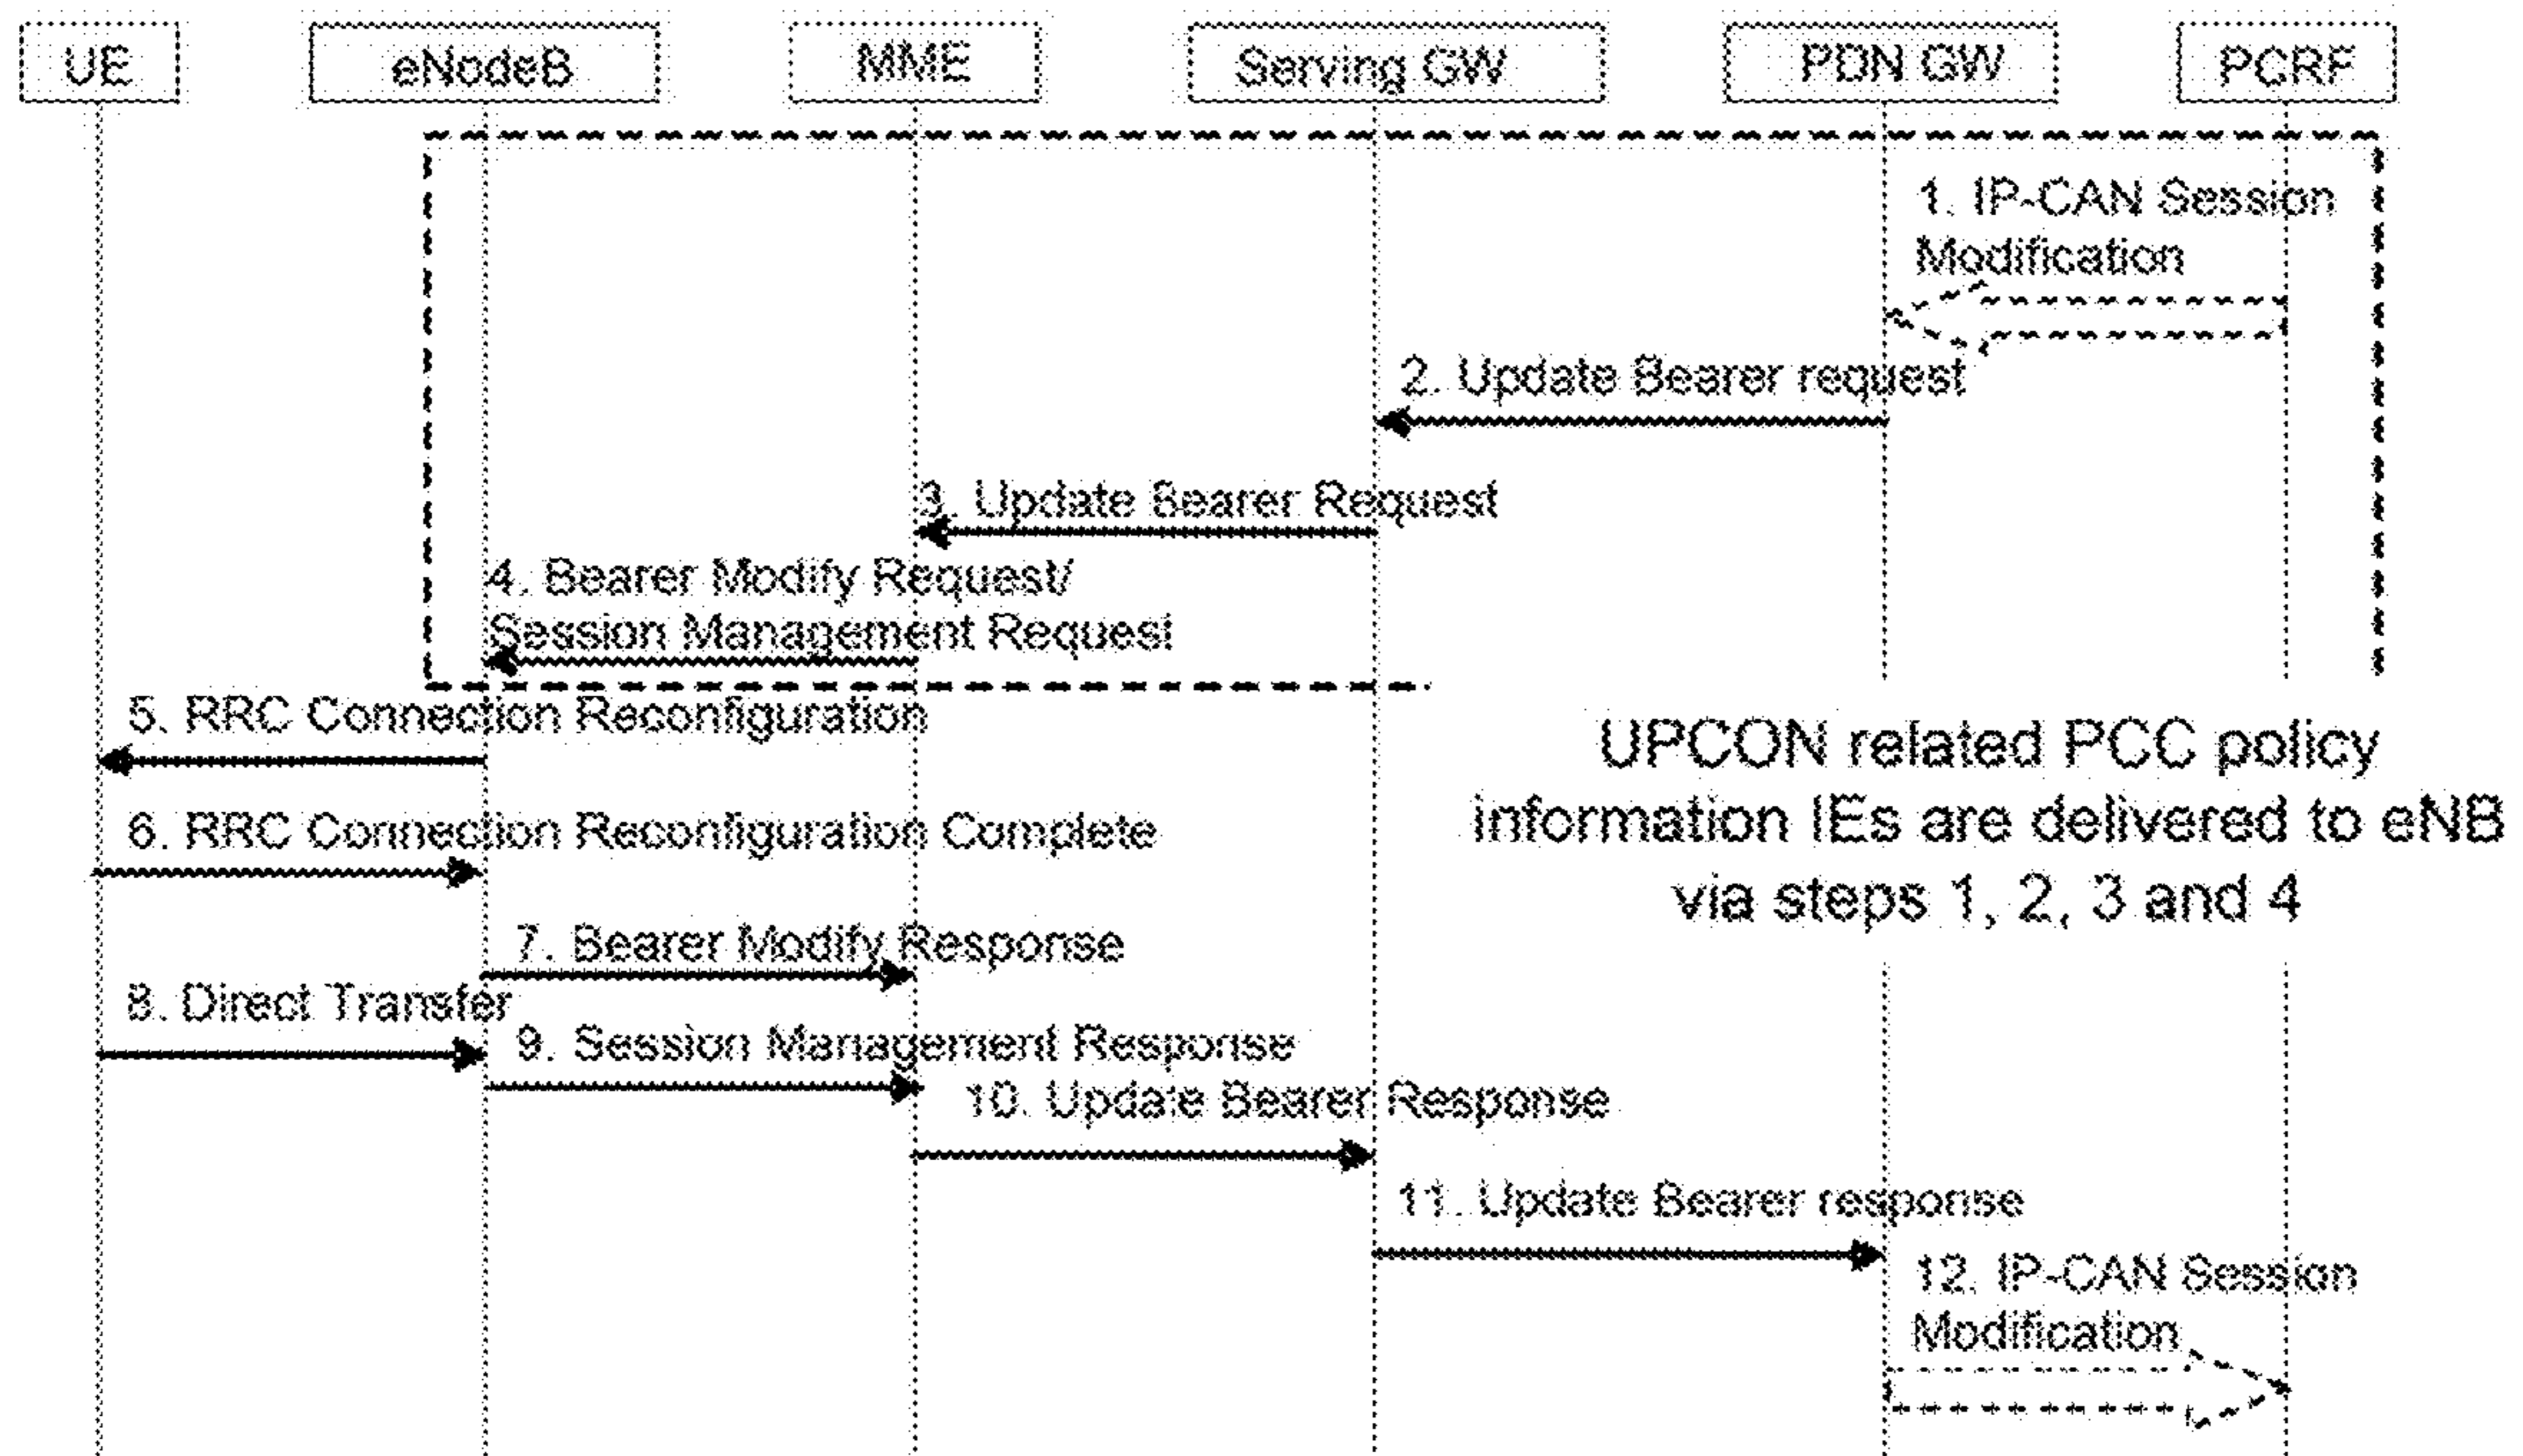 UE
eNodeB
MME
Serving GW
PDN GW
PCRF
1. IP-CAN Session
Modification
2. Update Bearer request
3. Update Bearer Request
4. Bearer Modify Request/
Session Management Request
5. RRC Connection Reconfiguration
UPCON related PCC policy
information IEs are delivered to eNB
via steps 1, 2, 3 and 4
6. RRC Connection Reconfiguration Complete
7. Bearer Modify Response
8. Direct Transfer
9. Session Management Response
10. Update Bearer Response
11. Update Bearer response
12. IP-CAN Session
Modification